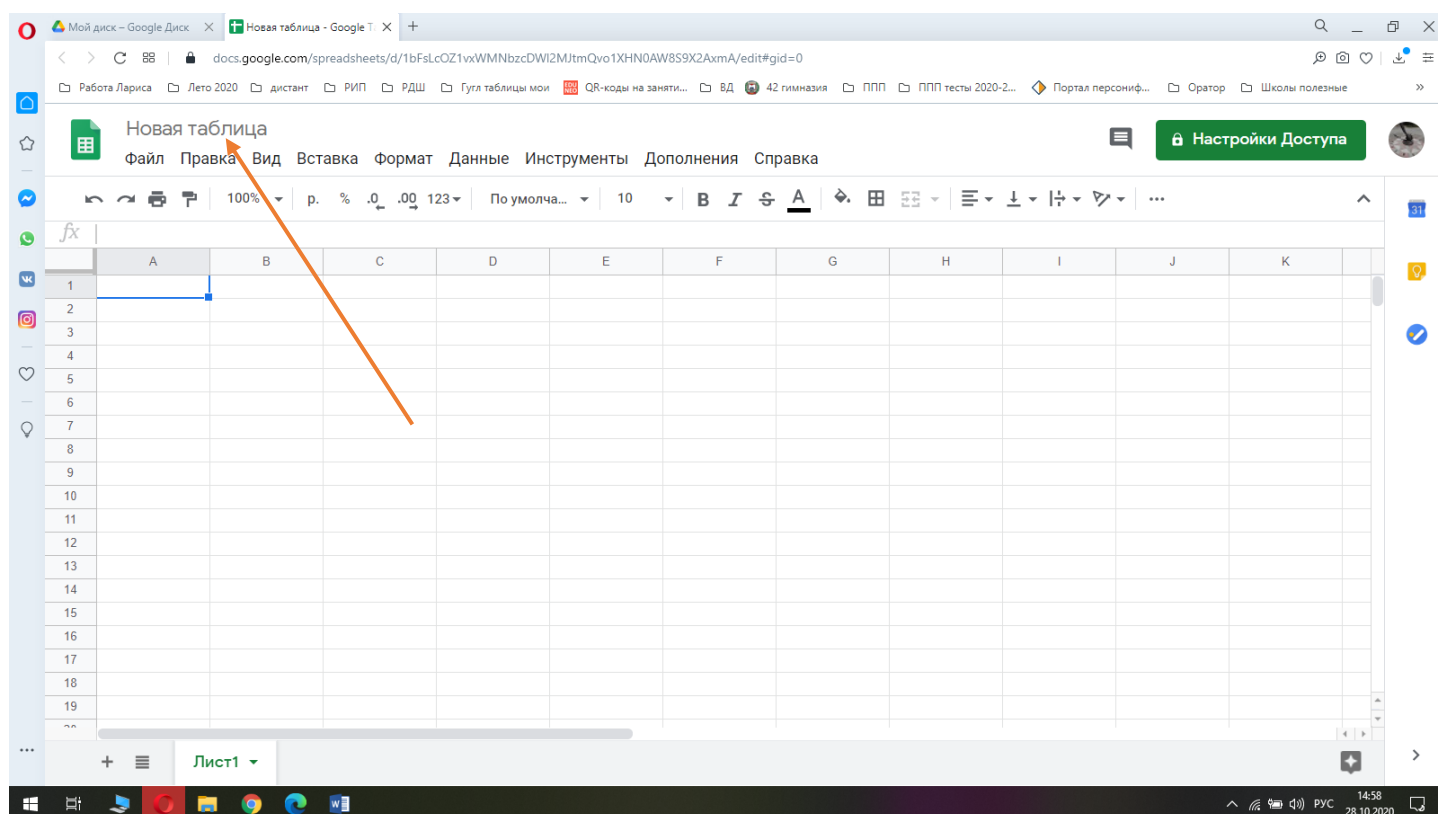 Мой диск – Google Диск
Новая таблица - Google Т
docs.google.com/spreadsheets/d/1bFsLcOZ1vxWMNbzcDWl2MJtmQvo1XHN0AW8S9X2AxmA/edit#gid=0
Работа Лариса Лето 2020 дистант РИП РДШ Гугл таблицы мои QR-коды на заняти... ВД 42 гимназия ППП ППП тесты 2020-2... Портал персониф... Оратор Школы полезные »
Новая таблица
Настройки Доступа
Файл Правка Вид Вставка Формат Данные Инструменты Дополнения Справка
100% р. % .0 .00 123 По умолча... 10 B I S A
31
fx
A B C D E F G H I J K
1
2
3
4
5
6
7
8
9
10
11
12
13
14
15
16
17
18
19
Лист1
РУС
14:58
28.10.2020